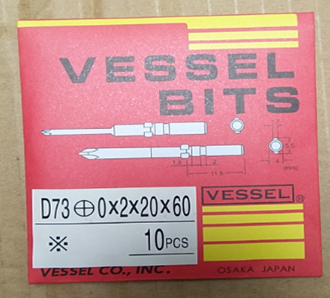 VESSEL
BITS
D73⊕0×2×20×60
※ 10PCS
VESSEL®
VESSEL CO., INC.
OSAKA JAPAN